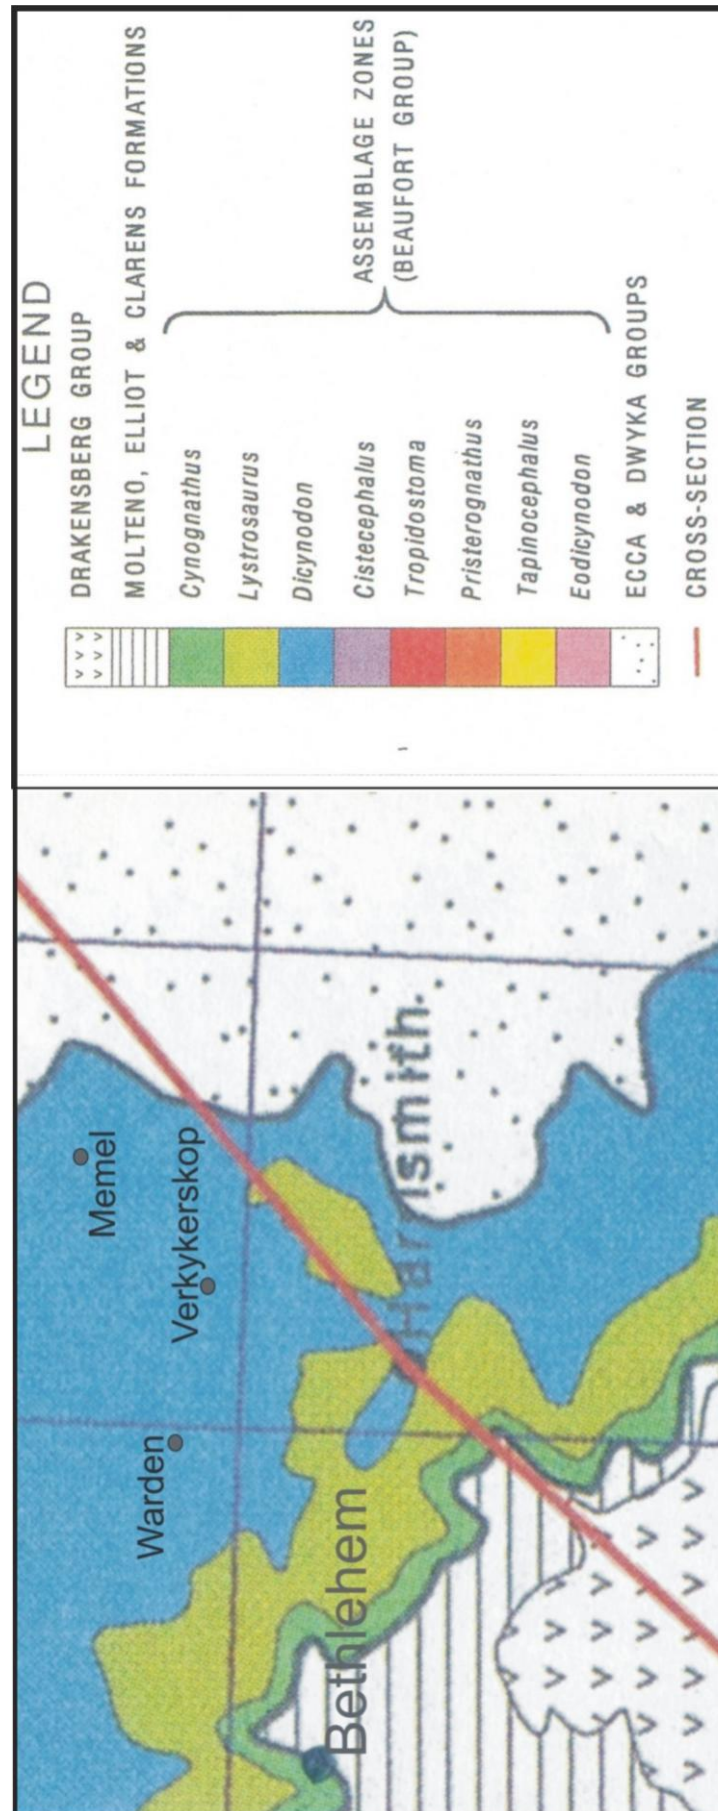 LEGEND
DRAKENSBERG GROUP
MOLTENO, ELLIOT & CLARENS FORMATIONS
Cynognathus
Lystrosaurus
Dicynodon
Cistecephalus
Tropidostoma
Pristerognathus
Tapinocephalus
Eodicynodon
ASSEMBLAGE ZONES
(BEAUFORT GROUP)
ECCA & DWYKA GROUPS
CROSS-SECTION
Memel
Verkykerskop
Warden
Harrismith
Bethlehem